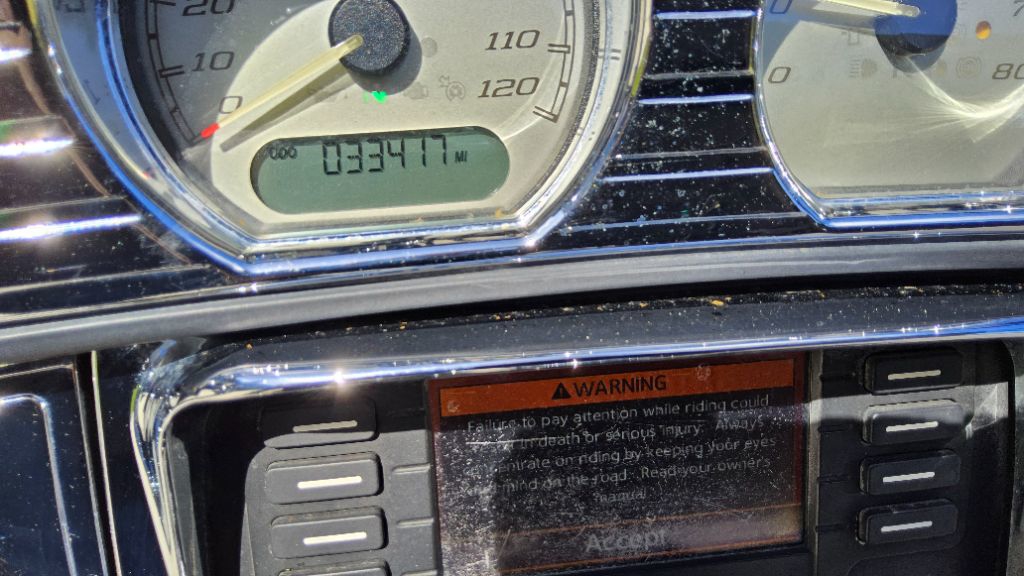 20
10
0
110
120
ODO 033417 MI
0
80
WARNING
Failure to pay attention while riding could
in death or serious injury. Always
concentrate on riding by keeping your eyes
mind on the road. Read your owner's
manual.
Accept